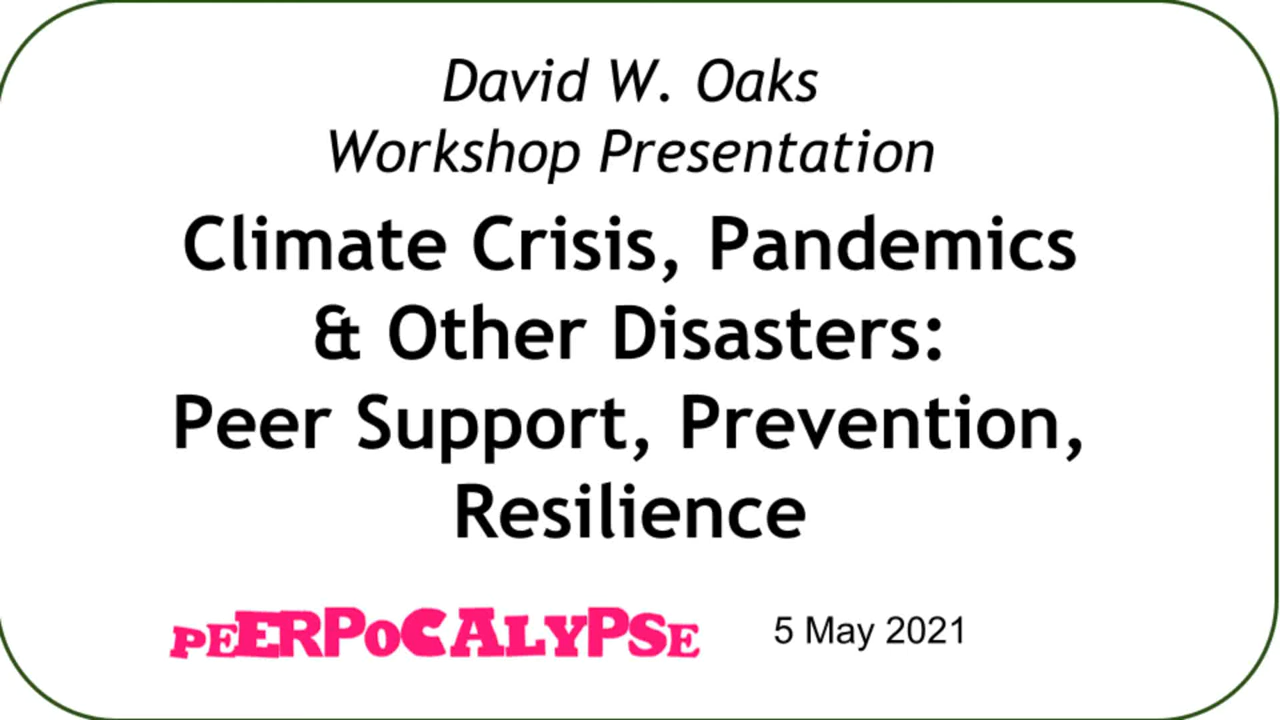 David W. Oaks
Workshop Presentation
Climate Crisis, Pandemics
& Other Disasters:
Peer Support, Prevention,
Resilience
PEERPOCALYPSE
5 May 2021